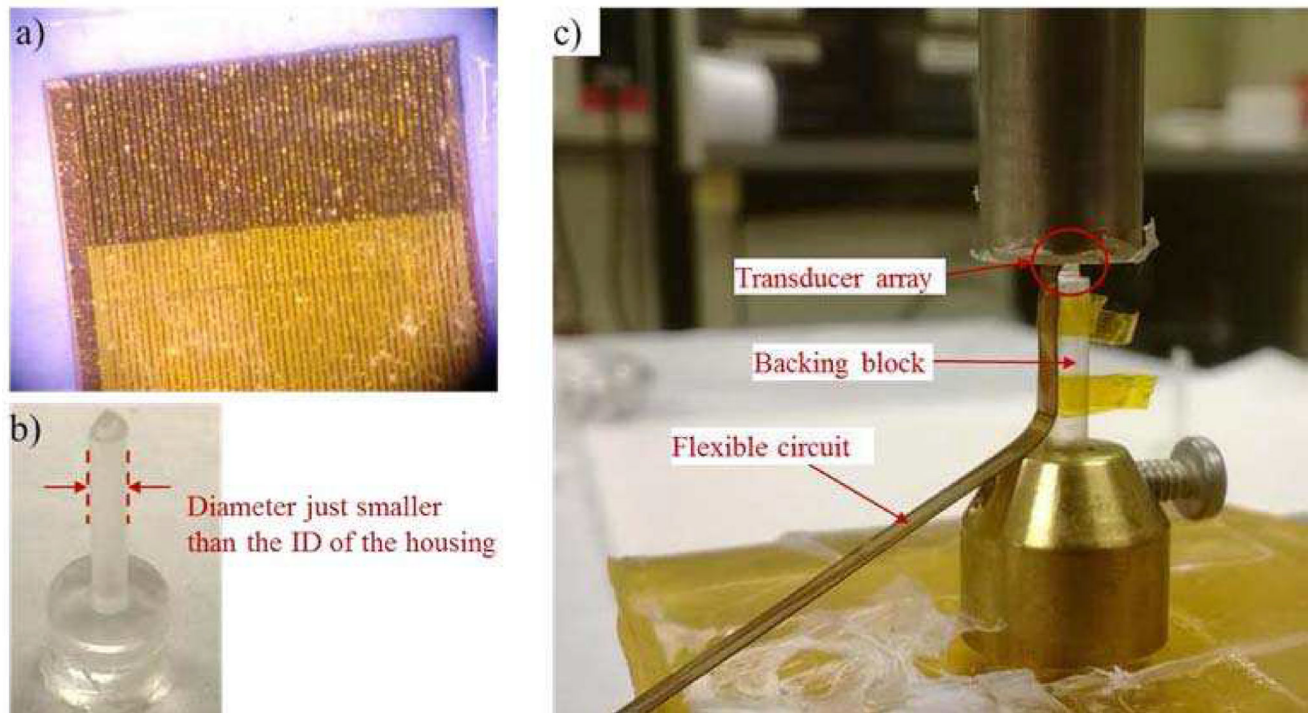 a)
b)
Diameter just smaller
than the ID of the housing
c)
Transducer array
Backing block
Flexible circuit